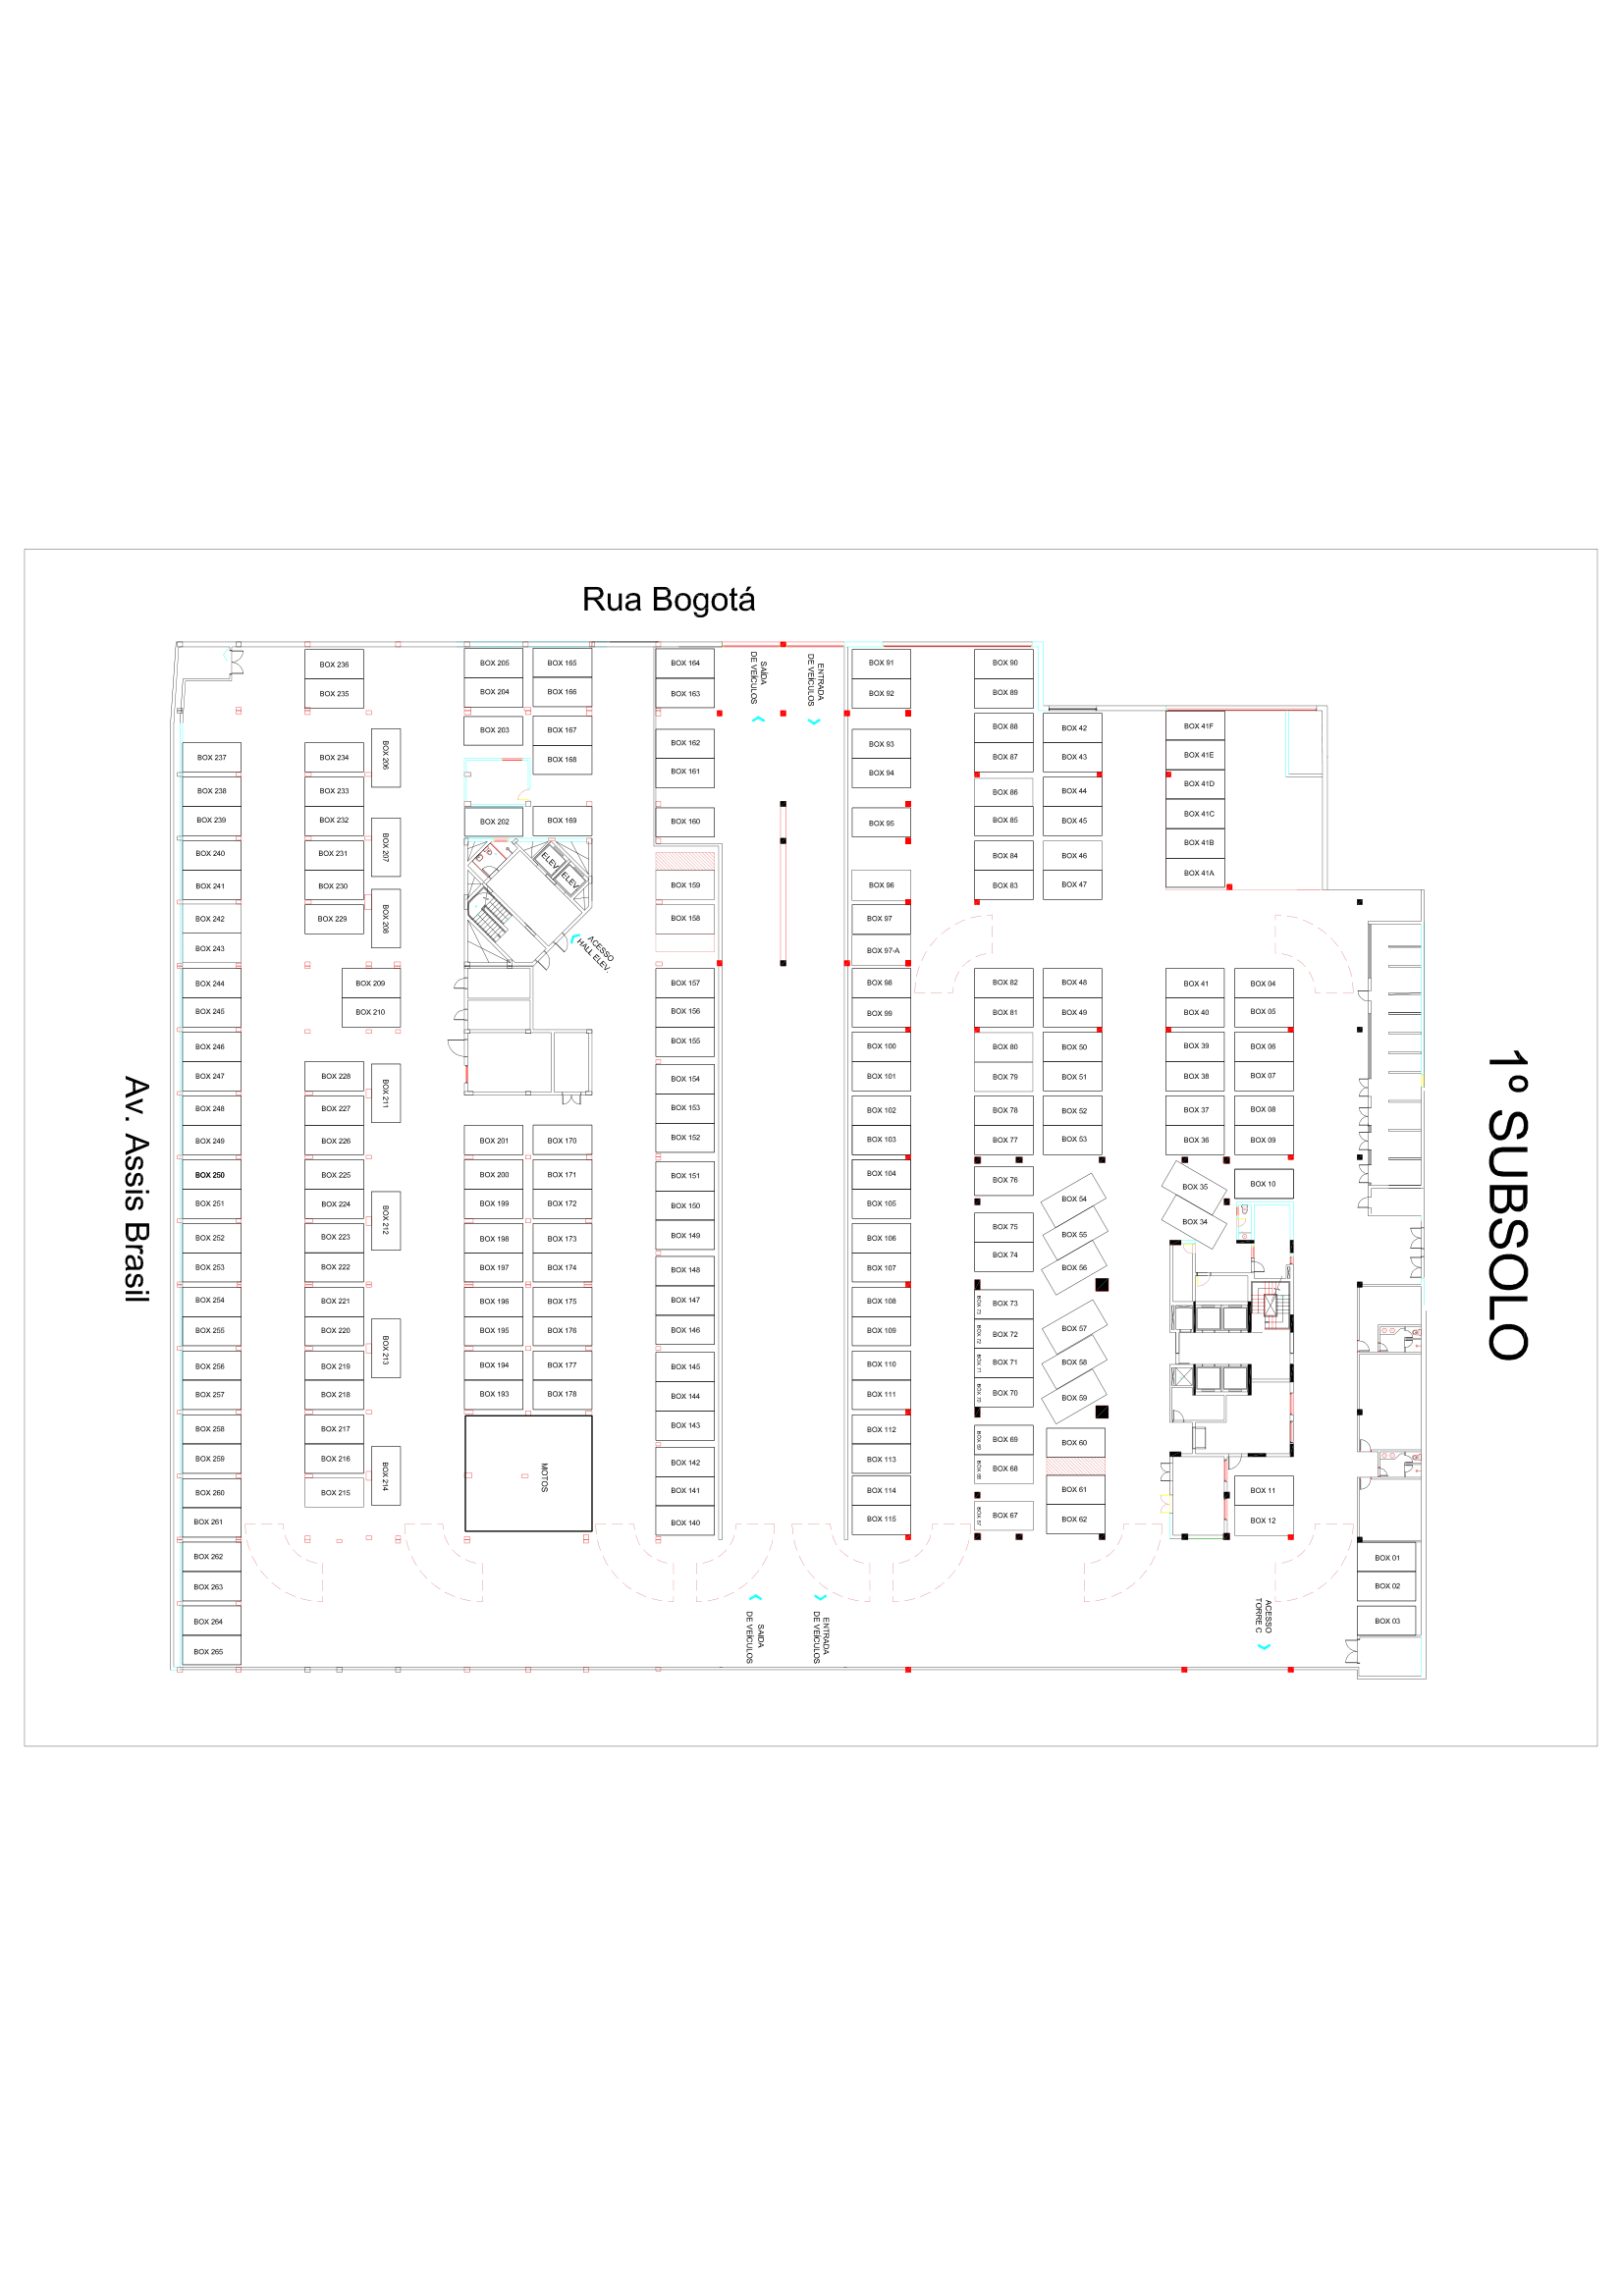 Rua Bogotá
1º SUBSOLO
Av. Assis Brasil
SAÍDA
DE VEÍCULOS
ENTRADA
DE VEÍCULOS
BOX 237
BOX 238
BOX 239
BOX 240
BOX 241
BOX 242
BOX 243
BOX 244
BOX 245
BOX 246
BOX 247
BOX 248
BOX 249
BOX 250
BOX 251
BOX 252
BOX 253
BOX 254
BOX 255
BOX 256
BOX 257
BOX 258
BOX 259
BOX 260
BOX 261
BOX 262
BOX 263
BOX 264
BOX 265
BOX 236
BOX 235
BOX 234
BOX 233
BOX 232
BOX 231
BOX 230
BOX 229
BOX 209
BOX 210
BOX 228
BOX 227
BOX 226
BOX 225
BOX 224
BOX 223
BOX 222
BOX 221
BOX 220
BOX 219
BOX 218
BOX 217
BOX 216
BOX 215
BOX 206
BOX 207
BOX 208
BOX 211
BOX 212
BOX 213
BOX 214
BOX 205
BOX 204
BOX 203
BOX 202
BOX 201
BOX 200
BOX 199
BOX 198
BOX 197
BOX 196
BOX 195
BOX 194
BOX 193
BOX 165
BOX 166
BOX 167
BOX 168
BOX 169
ELEV
ELEV
ACESSO
HALL ELEV.
BOX 170
BOX 171
BOX 172
BOX 173
BOX 174
BOX 175
BOX 176
BOX 177
BOX 178
MOTOS
BOX 164
BOX 163
BOX 162
BOX 161
BOX 160
BOX 159
BOX 158
BOX 157
BOX 156
BOX 155
BOX 154
BOX 153
BOX 152
BOX 151
BOX 150
BOX 149
BOX 148
BOX 147
BOX 146
BOX 145
BOX 144
BOX 143
BOX 142
BOX 141
BOX 140
BOX 91
BOX 92
BOX 93
BOX 94
BOX 95
BOX 96
BOX 97
BOX 97-A
BOX 98
BOX 99
BOX 100
BOX 101
BOX 102
BOX 103
BOX 104
BOX 105
BOX 106
BOX 107
BOX 108
BOX 109
BOX 110
BOX 111
BOX 112
BOX 113
BOX 114
BOX 115
BOX 90
BOX 89
BOX 88
BOX 87
BOX 86
BOX 85
BOX 84
BOX 83
BOX 82
BOX 81
BOX 80
BOX 79
BOX 78
BOX 77
BOX 76
BOX 75
BOX 74
BOX 73
BOX 73
BOX 72
BOX 72
BOX 71
BOX 71
BOX 70
BOX 70
BOX 69
BOX 69
BOX 68
BOX 68
BOX 67
BOX 67
BOX 42
BOX 43
BOX 44
BOX 45
BOX 46
BOX 47
BOX 48
BOX 49
BOX 50
BOX 51
BOX 52
BOX 53
BOX 54
BOX 55
BOX 56
BOX 57
BOX 58
BOX 59
BOX 60
BOX 61
BOX 62
BOX 41F
BOX 41E
BOX 41D
BOX 41C
BOX 41B
BOX 41A
BOX 41
BOX 40
BOX 39
BOX 38
BOX 37
BOX 36
BOX 35
BOX 34
BOX 04
BOX 05
BOX 06
BOX 07
BOX 08
BOX 09
BOX 10
BOX 11
BOX 12
BOX 01
BOX 02
BOX 03
SAIDA
DE VEÍCULOS
ENTRADA
DE VEÍCULOS
ACESSO
TORRE C